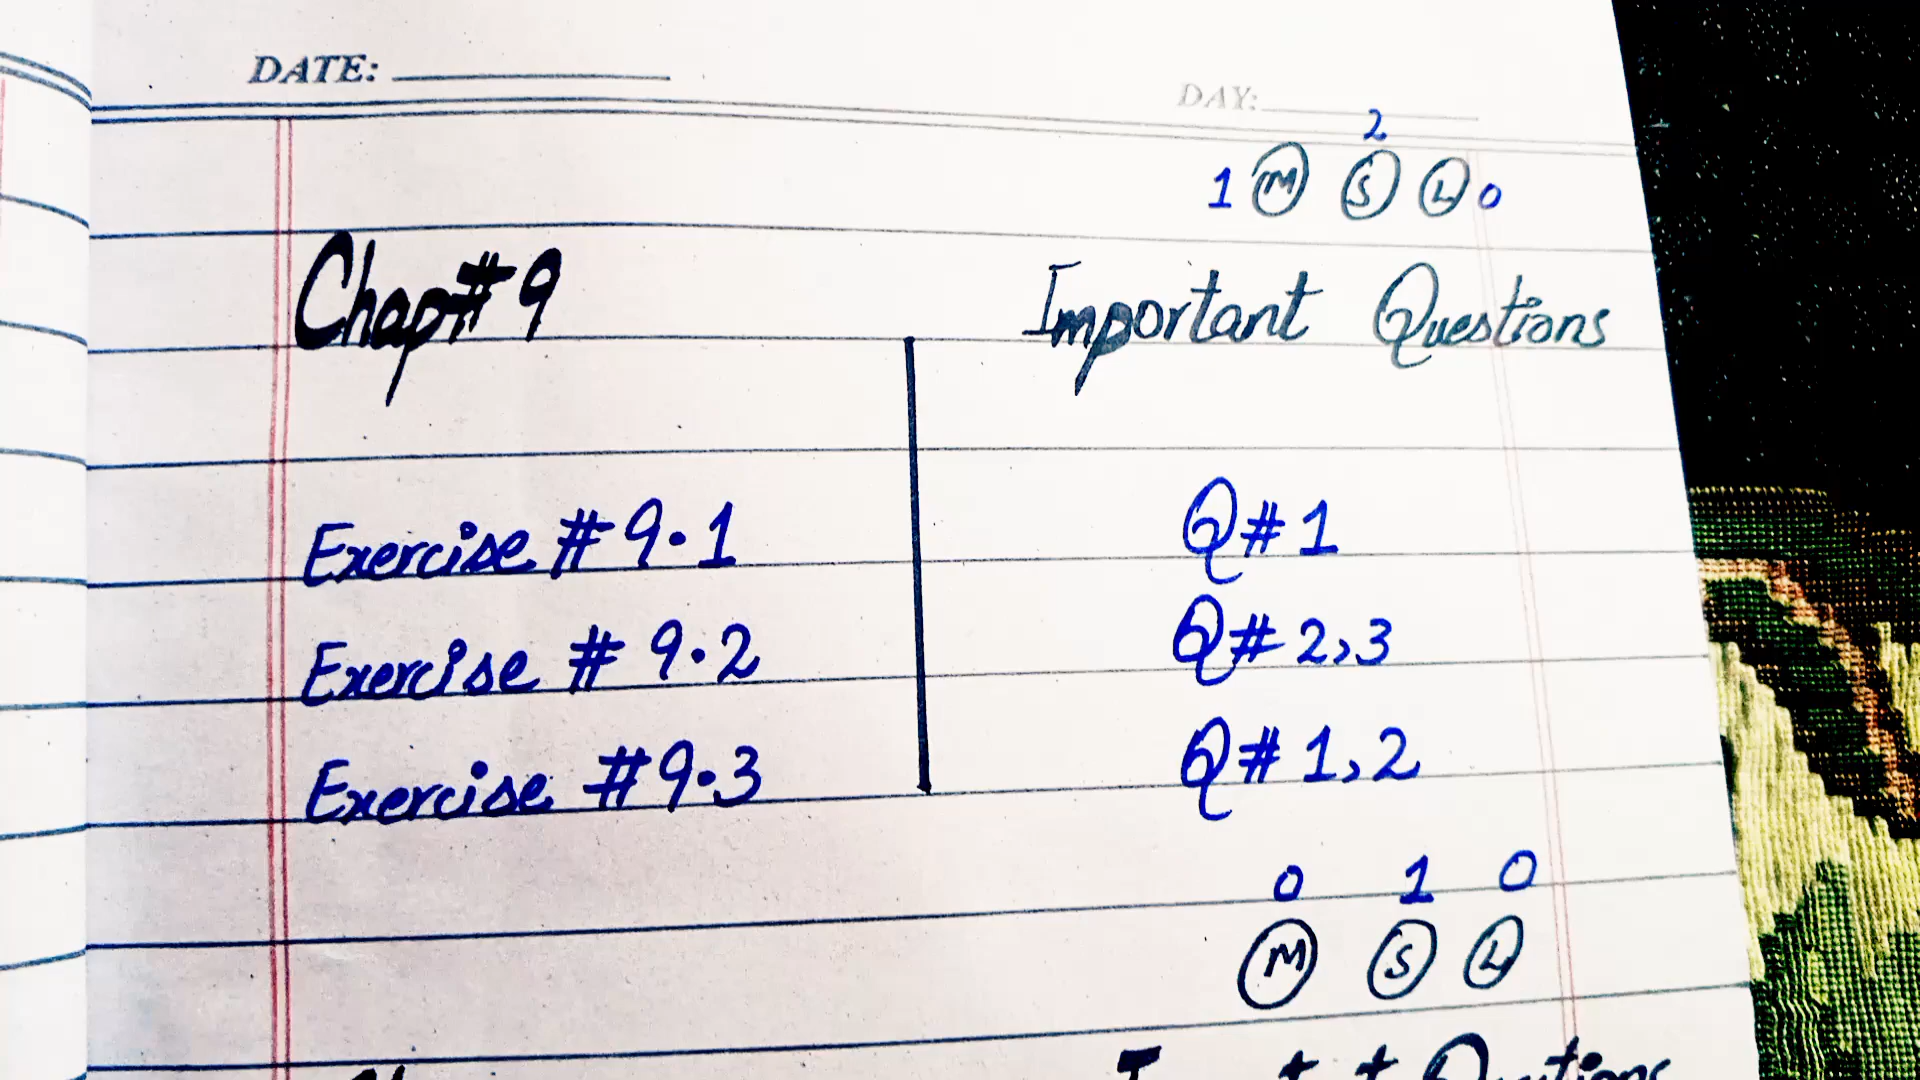 DATE:
DAY:
2
1 M S L 0
Chap# 9 Important Questions
Exercise # 9.1 Q# 1
Exercise # 9.2 Q# 2,3
Exercise # 9.3 Q# 1,2
0 1 0
M S L